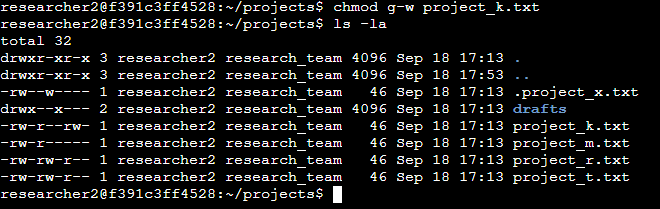 researcher2@f391c3ff4528:~/projects$ chmod g-w project_k.txt
researcher2@f391c3ff4528:~/projects$ ls -la
total 32
drwxr-xr-x 3 researcher2 research_team 4096 Sep 18 17:13 .
drwxr-xr-x 3 researcher2 research_team 4096 Sep 18 17:53 ..
-rw--w---- 1 researcher2 research_team   46 Sep 18 17:13 .project_x.txt
drwx--x--- 2 researcher2 research_team 4096 Sep 18 17:13 drafts
-rw-r--rw- 1 researcher2 research_team   46 Sep 18 17:13 project_k.txt
-rw-r----- 1 researcher2 research_team   46 Sep 18 17:13 project_m.txt
-rw-rw-r-- 1 researcher2 research_team   46 Sep 18 17:13 project_r.txt
-rw-rw-r-- 1 researcher2 research_team   46 Sep 18 17:13 project_t.txt
researcher2@f391c3ff4528:~/projects$